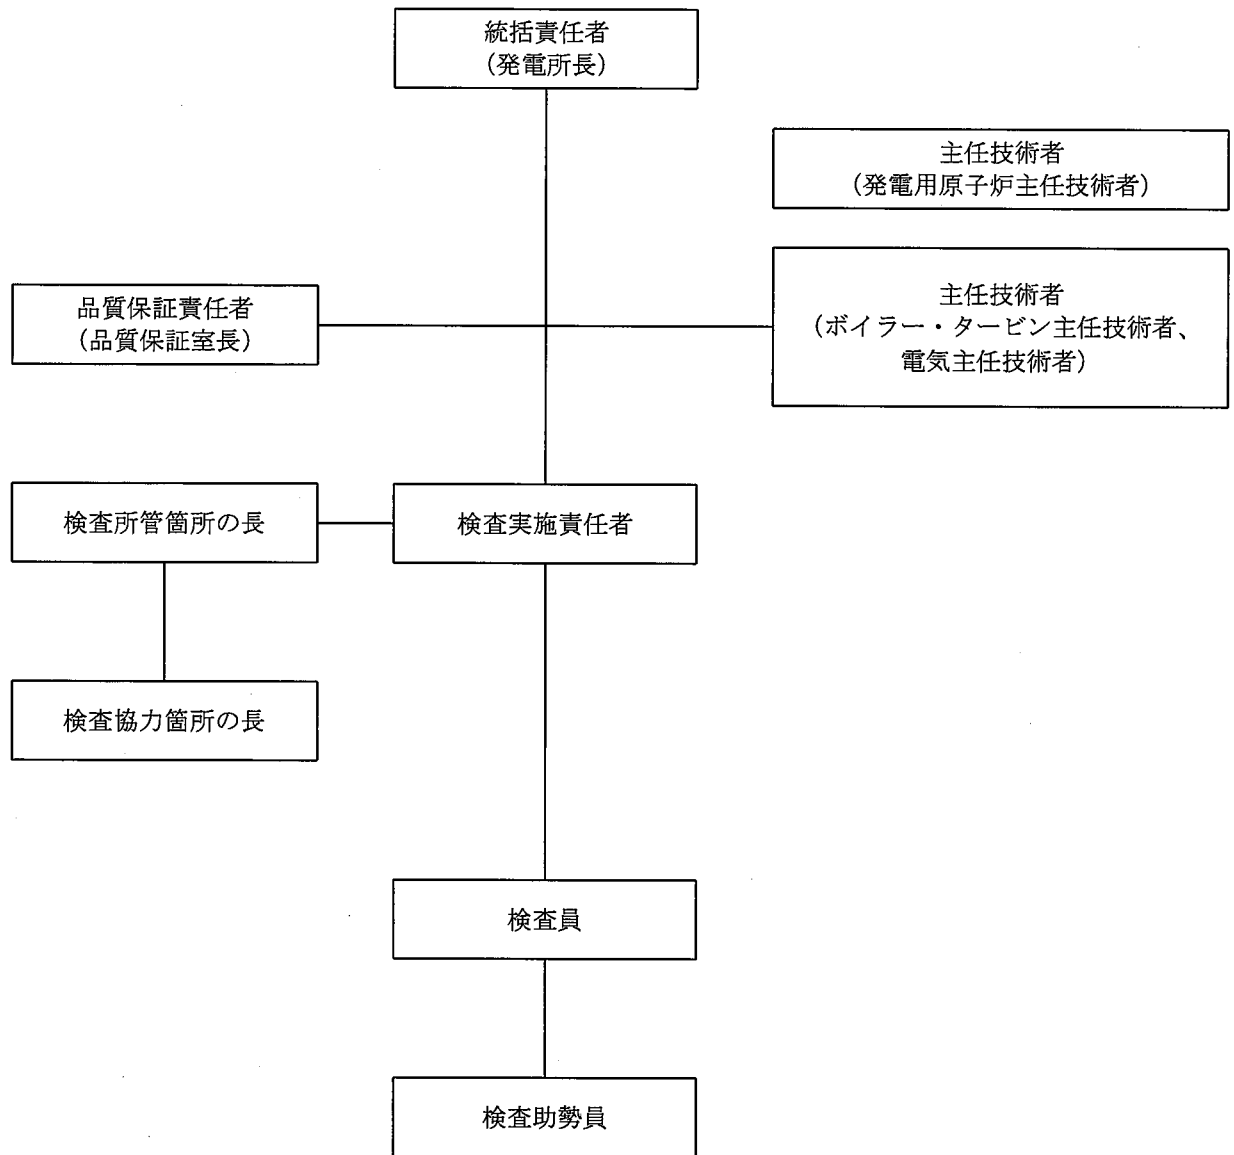 統括責任者
(発電所長)
主任技術者
(発電用原子炉主任技術者)
主任技術者
(ボイラー・タービン主任技術者、
電気主任技術者)
品質保証責任者
(品質保証室長)
検査所管箇所の長
検査実施責任者
検査協力箇所の長
検査員
検査助勢員